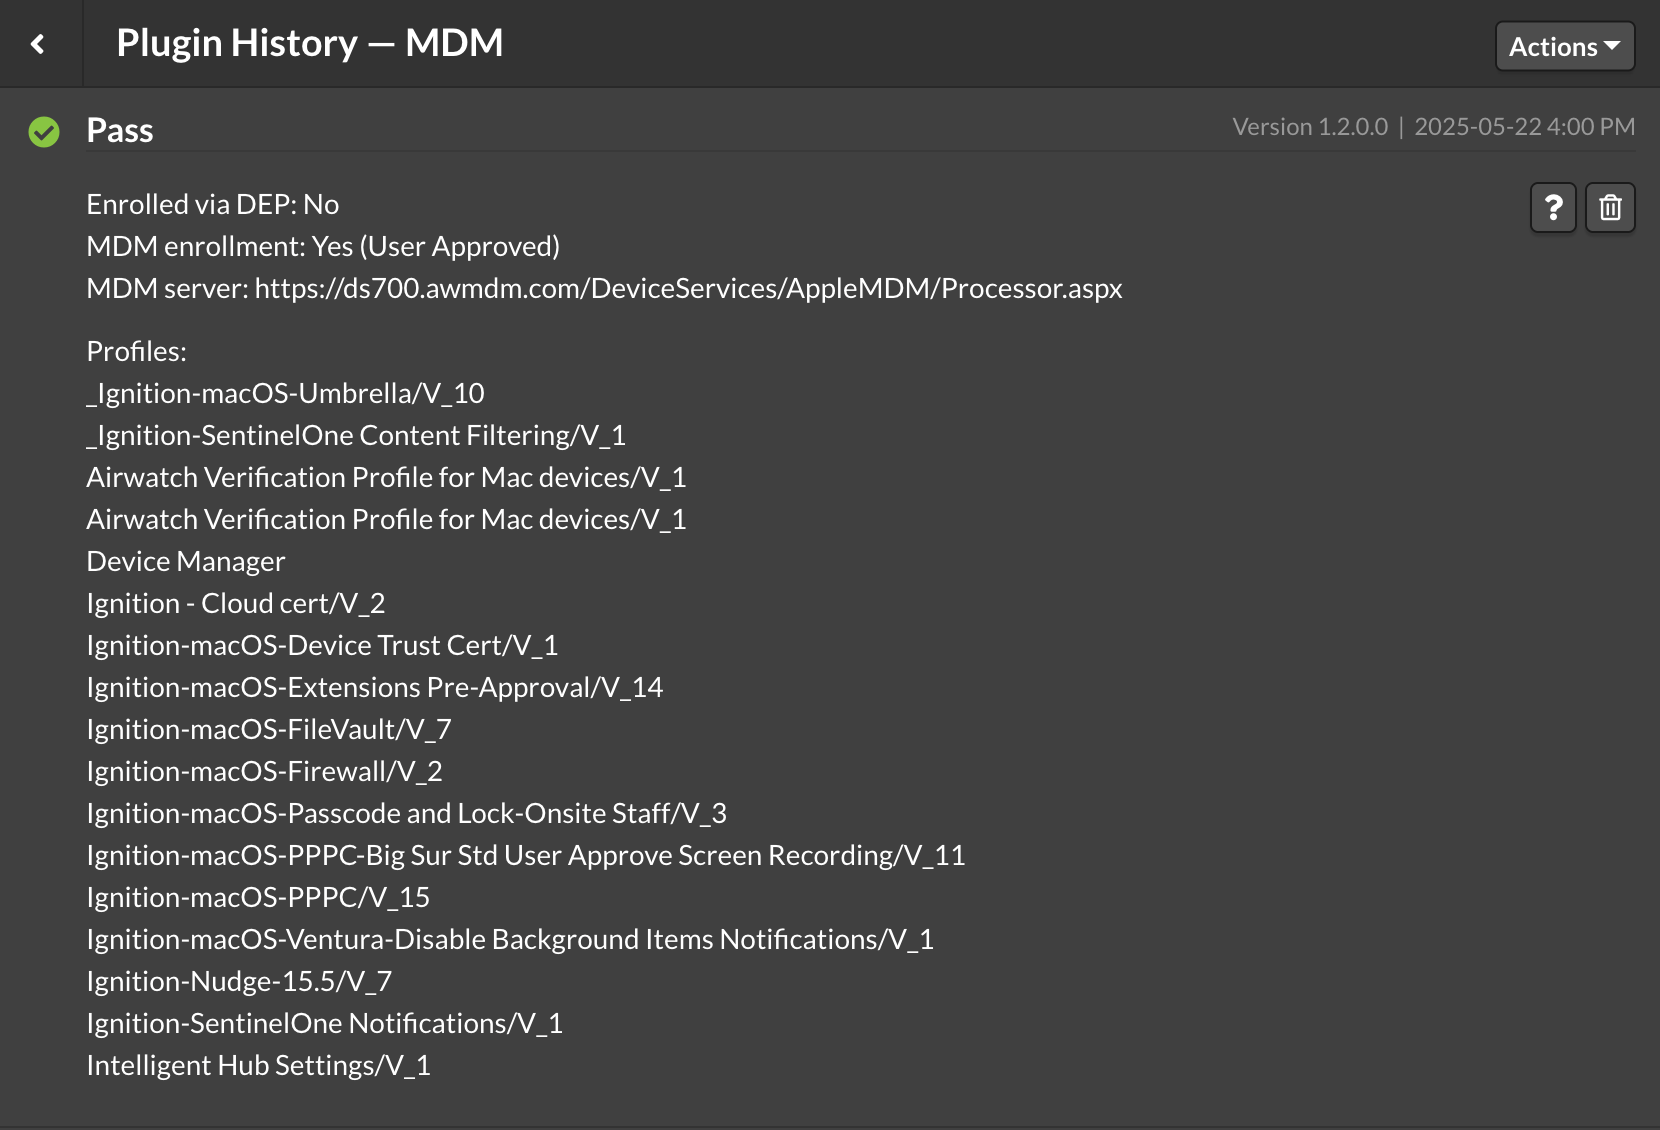 Plugin History — MDM
Actions
Pass
Version 1.2.0.0 | 2025-05-22 4:00 PM
Enrolled via DEP: No
?
MDM enrollment: Yes (User Approved)
MDM server: https://ds700.awmdm.com/DeviceServices/AppleMDM/Processor.aspx
Profiles:
_Ignition-macOS-Umbrella/V_10
_Ignition-SentinelOne Content Filtering/V_1
Airwatch Verification Profile for Mac devices/V_1
Airwatch Verification Profile for Mac devices/V_1
Device Manager
Ignition - Cloud cert/V_2
Ignition-macOS-Device Trust Cert/V_1
Ignition-macOS-Extensions Pre-Approval/V_14
Ignition-macOS-FileVault/V_7
Ignition-macOS-Firewall/V_2
Ignition-macOS-Passcode and Lock-Onsite Staff/V_3
Ignition-macOS-PPPC-Big Sur Std User Approve Screen Recording/V_11
Ignition-macOS-PPPC/V_15
Ignition-macOS-Ventura-Disable Background Items Notifications/V_1
Ignition-Nudge-15.5/V_7
Ignition-SentinelOne Notifications/V_1
Intelligent Hub Settings/V_1